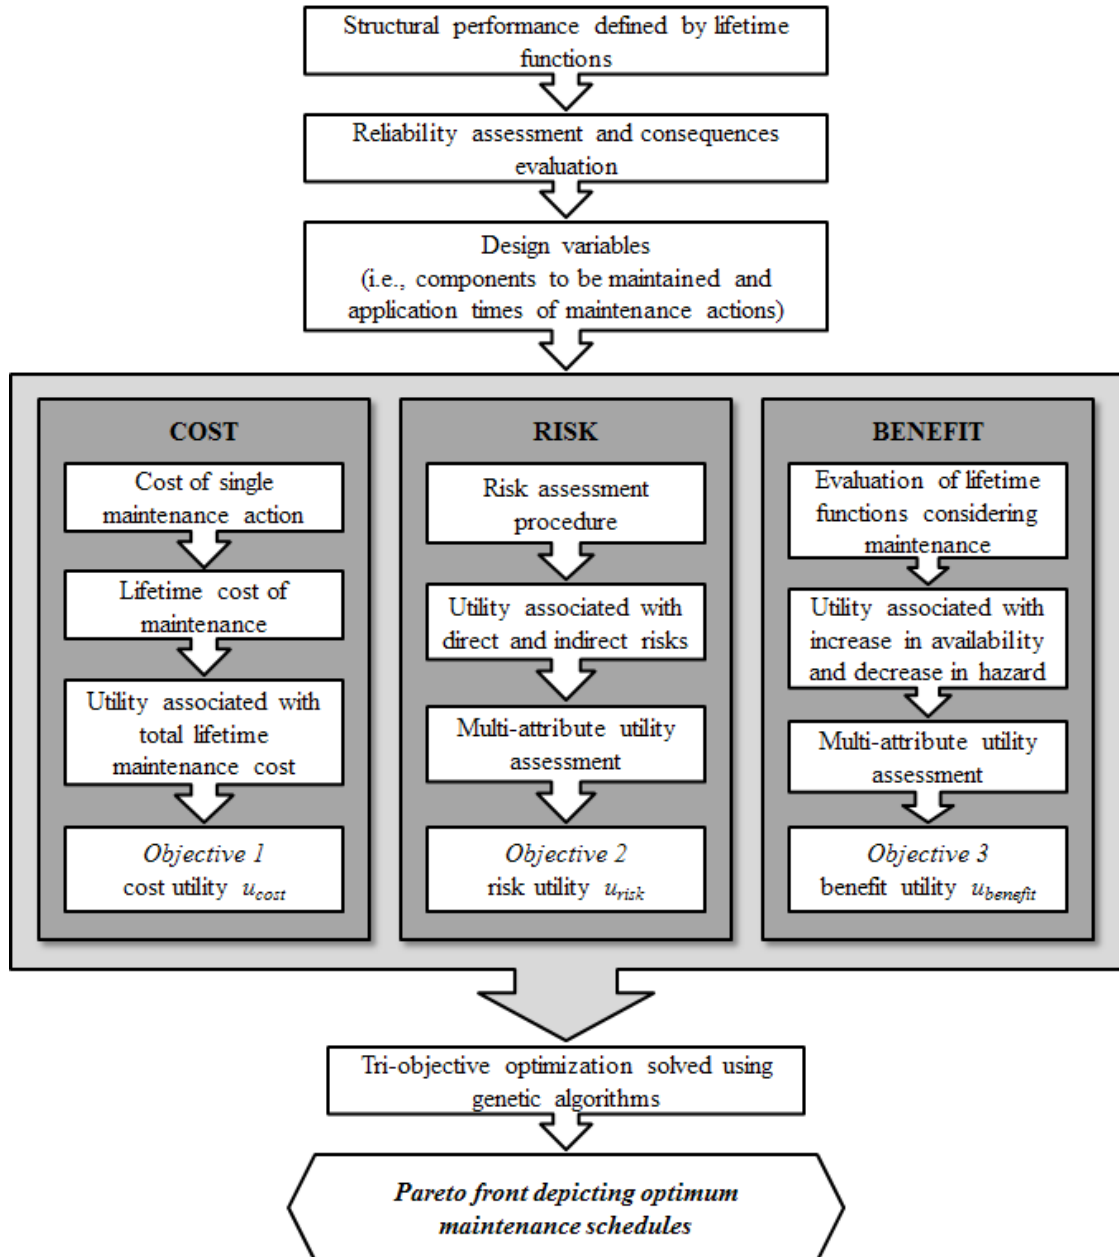 Structural performance defined by lifetime
functions
Reliability assessment and consequences
evaluation
Design variables
(i.e., components to be maintained and
application times of maintenance actions)
COST
Cost of single
maintenance action
Lifetime cost of
maintenance
Utility associated with
total lifetime
maintenance cost
Objective 1
cost utility u_cost
RISK
Risk assessment
procedure
Utility associated with
direct and indirect risks
Multi-attribute utility
assessment
Objective 2
risk utility u_risk
BENEFIT
Evaluation of lifetime
functions considering
maintenance
Utility associated with
increase in availability
and decrease in hazard
Multi-attribute utility
assessment
Objective 3
benefit utility u_benefit
Tri-objective optimization solved using
genetic algorithms
Pareto front depicting optimum
maintenance schedules